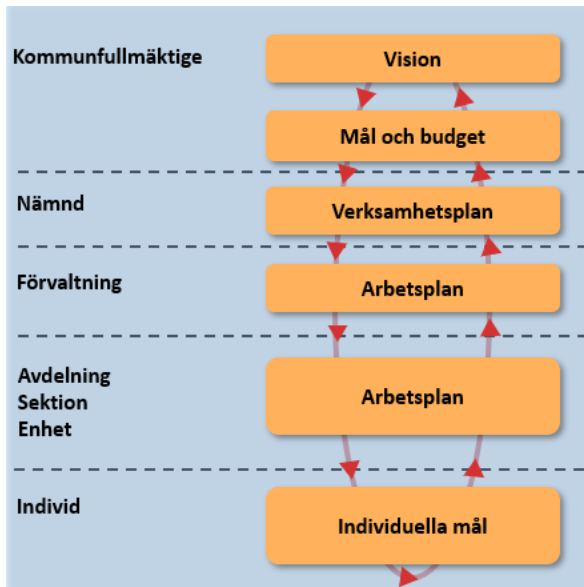 Kommunfullmäktige
Vision
Mål och budget
Nämnd
Verksamhetsplan
Förvaltning
Arbetsplan
Avdelning
Sektion
Enhet
Arbetsplan
Individ
Individuella mål